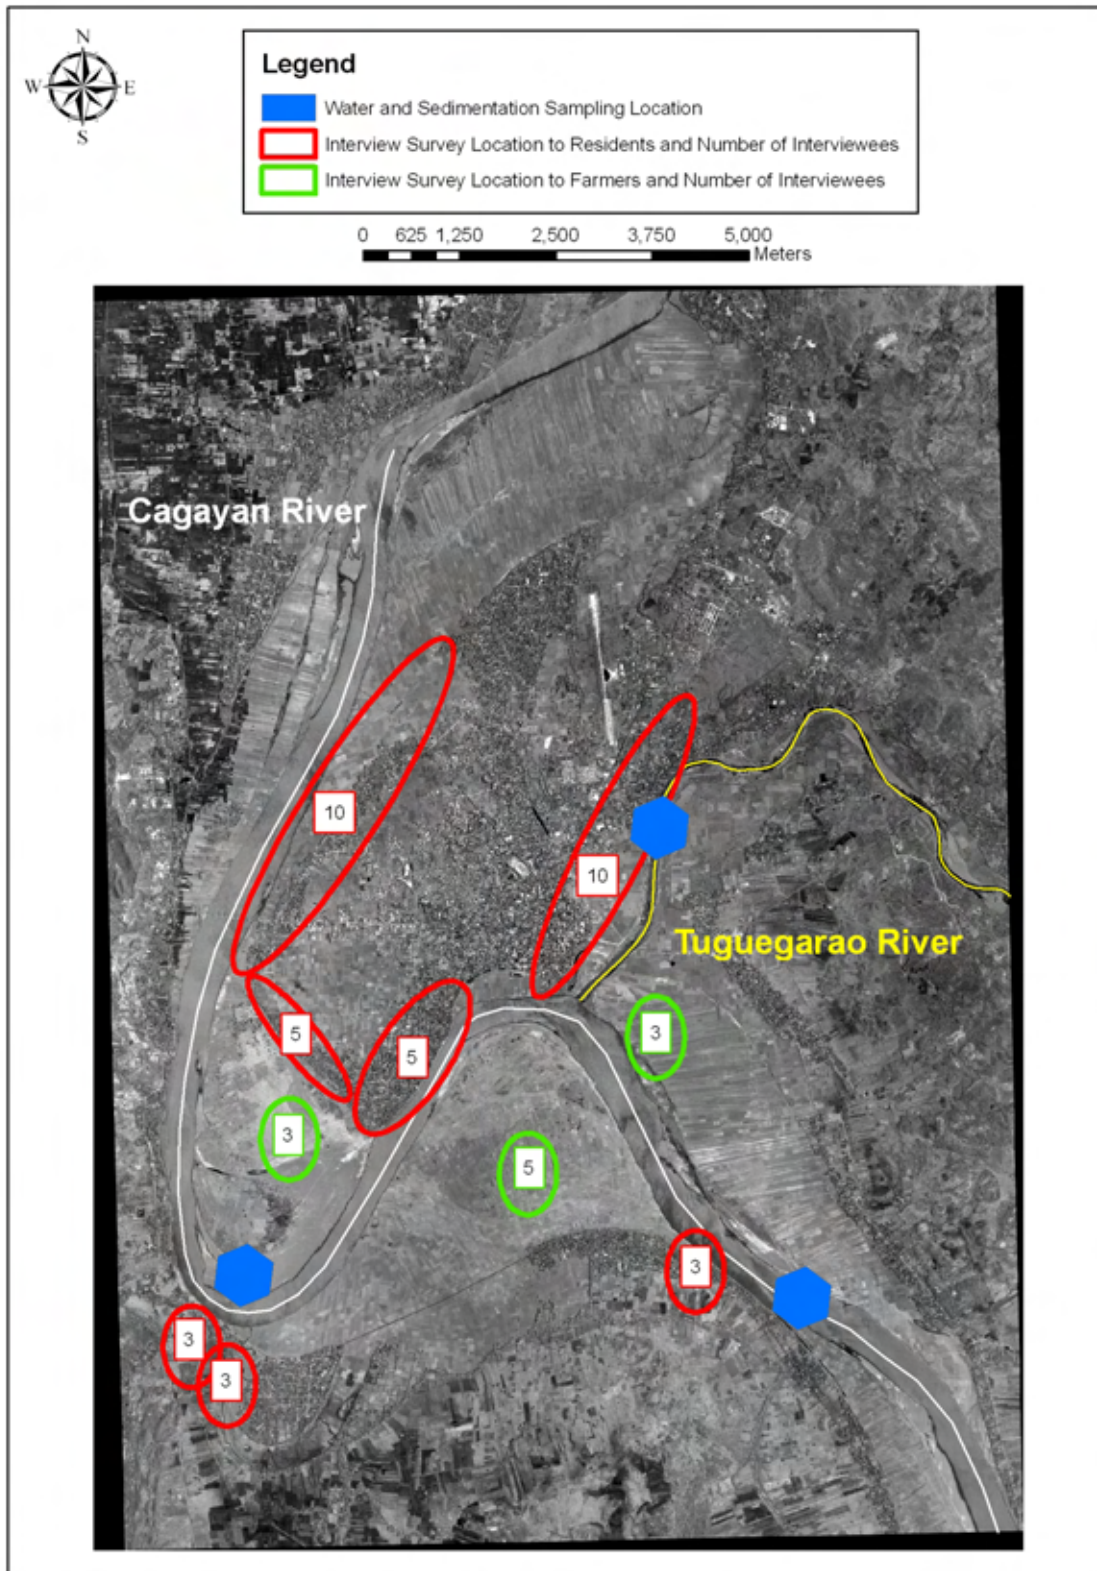 N
W E
S
Legend
Water and Sedimentation Sampling Location
Interview Survey Location to Residents and Number of Interviewees
Interview Survey Location to Farmers and Number of Interviewees
0 625 1,250 2,500 3,750 5,000
Meters
Cagayan River
10
10
Tuguegarao River
5
5
3
3
5
3
3
3